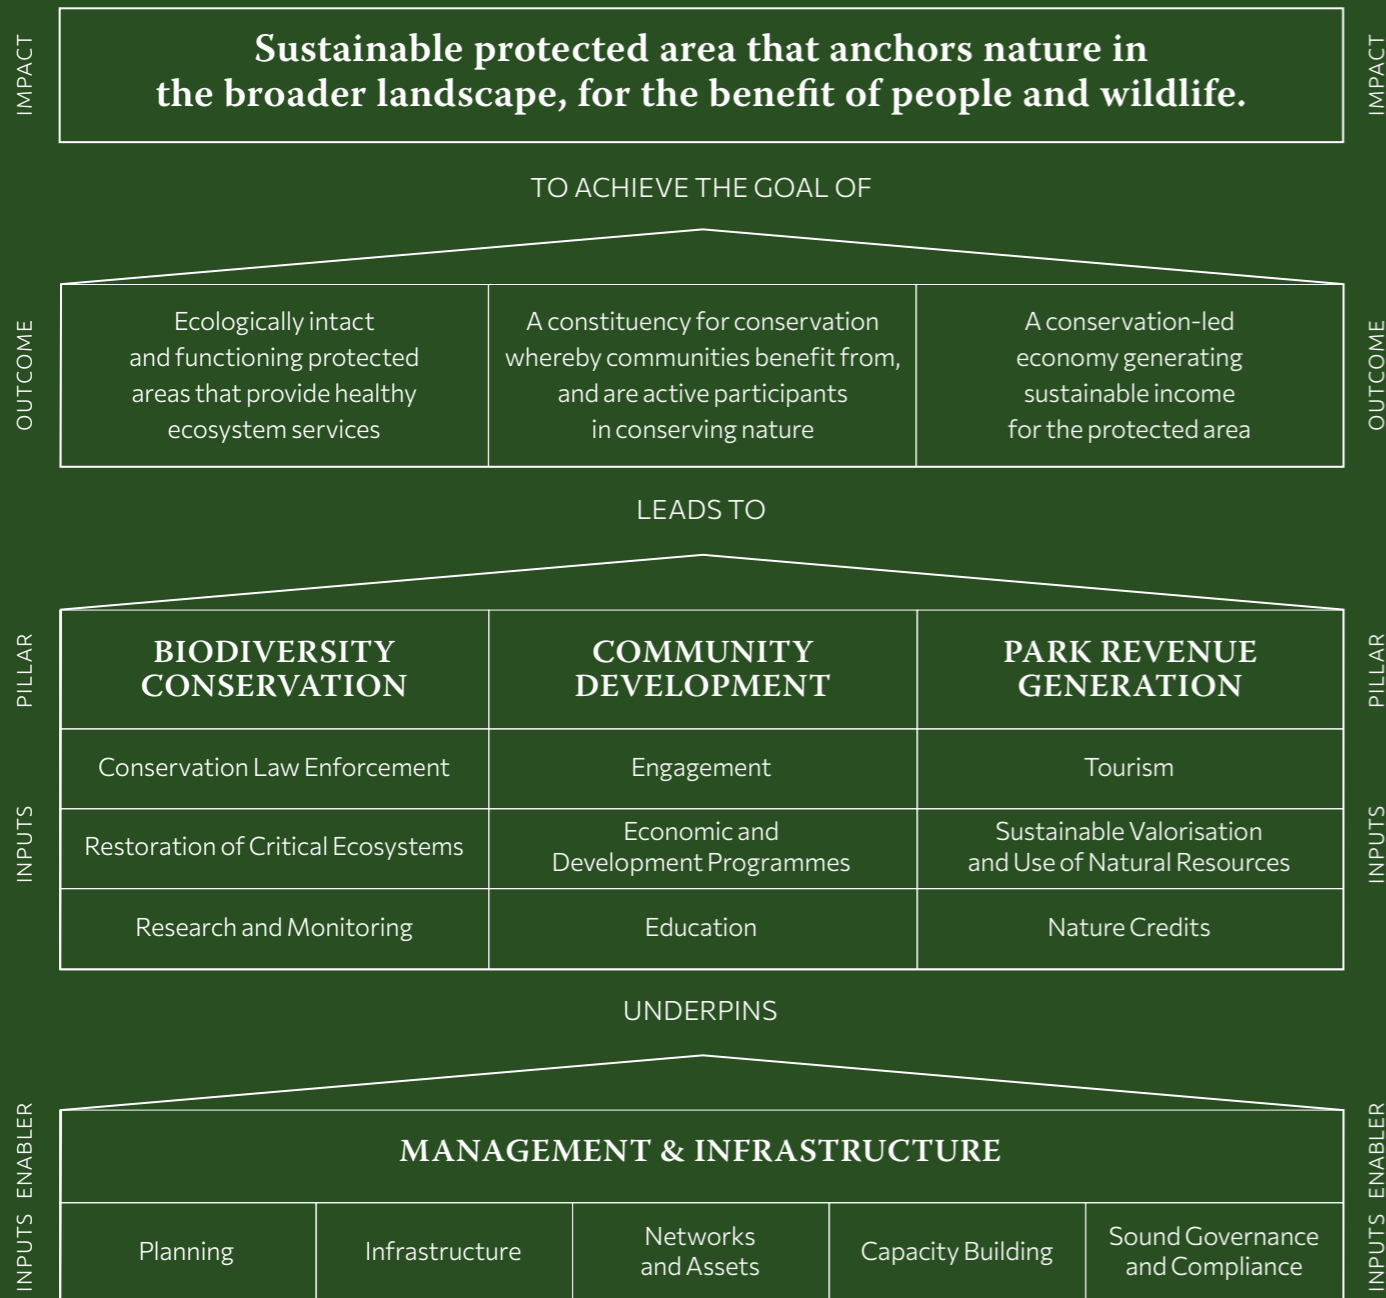 IMPACT
Sustainable protected area that anchors nature in
the broader landscape, for the benefit of people and wildlife.
IMPACT
TO ACHIEVE THE GOAL OF
OUTCOME
Ecologically intact
and functioning protected
areas that provide healthy
ecosystem services
A constituency for conservation
whereby communities benefit from,
and are active participants
in conserving nature
A conservation-led
economy generating
sustainable income
for the protected area
OUTCOME
LEADS TO
PILLAR
BIODIVERSITY
CONSERVATION
COMMUNITY
DEVELOPMENT
PARK REVENUE
GENERATION
PILLAR
INPUTS
Conservation Law Enforcement
Engagement
Tourism
Restoration of Critical Ecosystems
Economic and
Development Programmes
Sustainable Valorisation
and Use of Natural Resources
Research and Monitoring
Education
Nature Credits
INPUTS
UNDERPINS
ENABLER
MANAGEMENT & INFRASTRUCTURE
ENABLER
INPUTS
Planning
Infrastructure
Networks
and Assets
Capacity Building
Sound Governance
and Compliance
INPUTS